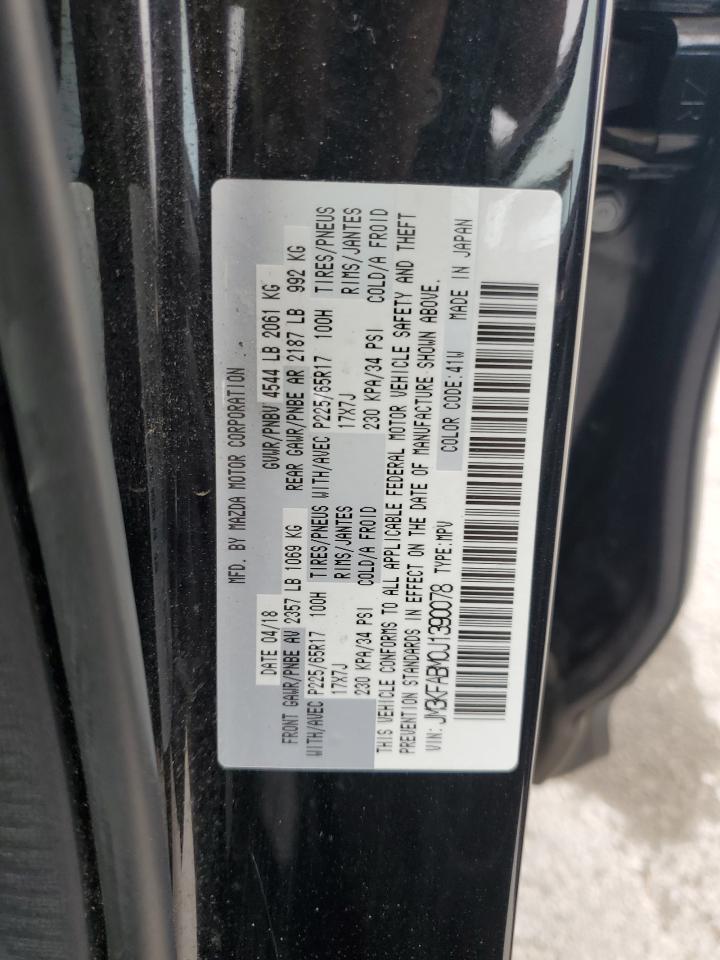 MFD. BY MAZDA MOTOR CORPORATION
DATE 04/18 GVWR/PNBV 4544 LB 2061 KG
FRONT GAWR/PNBE AV 2357 LB 1069 KG REAR GAWR/PNBE AR 2187 LB 992 KG
WITH/AVEC P225/65R17 100H TIRES/PNEUS WITH/AVEC P225/65R17 100H TIRES/PNEUS
17X7J RIMS/JANTES 17X7J RIMS/JANTES
230 KPA/34 PSI COLD/A FROID 230 KPA/34 PSI COLD/A FROID
THIS VEHICLE CONFORMS TO ALL APPLICABLE FEDERAL MOTOR VEHICLE SAFETY AND THEFT
PREVENTION STANDARDS IN EFFECT ON THE DATE OF MANUFACTURE SHOWN ABOVE.
VIN: JM3KFABM0J1390078 TYPE:MPV COLOR CODE:41W MADE IN JAPAN